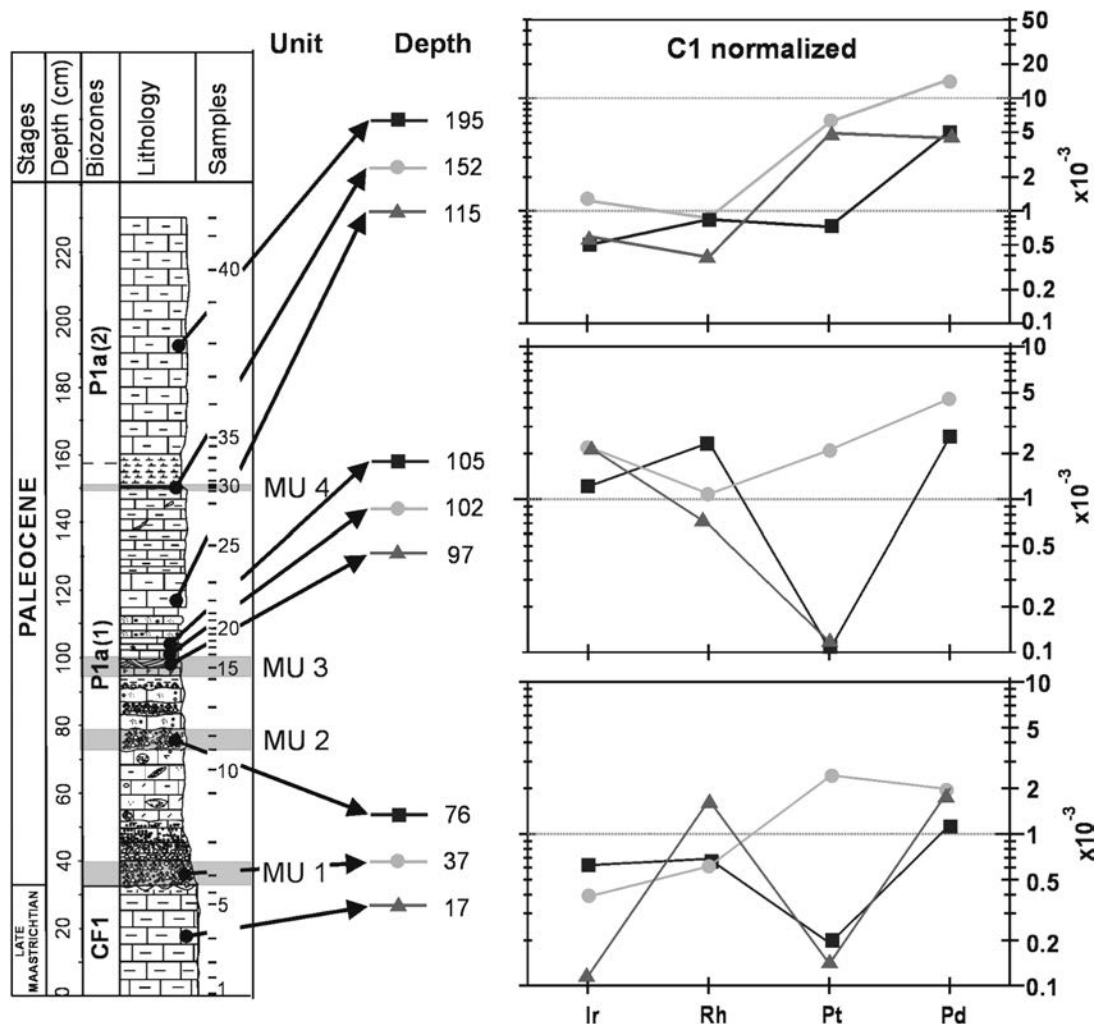 Stages
Depth (cm)
Biozones
Lithology
Samples
Unit
Depth
C1 normalized
PALEOCENE
LATE
MAASTRICHTIAN
220
200
180
160
140
120
100
80
60
40
20
0
P1a(2)
P1a(1)
CF1
40
35
30
25
20
15
10
5
1
MU 4
MU 3
MU 2
MU 1
195
152
115
105
102
97
76
37
17
50
20
10
5
2
1
0.5
0.2
0.1
x10⁻³
10
5
2
1
0.5
0.2
0.1
x10⁻³
10
5
2
1
0.5
0.2
0.1
x10⁻³
Ir Rh Pt Pd